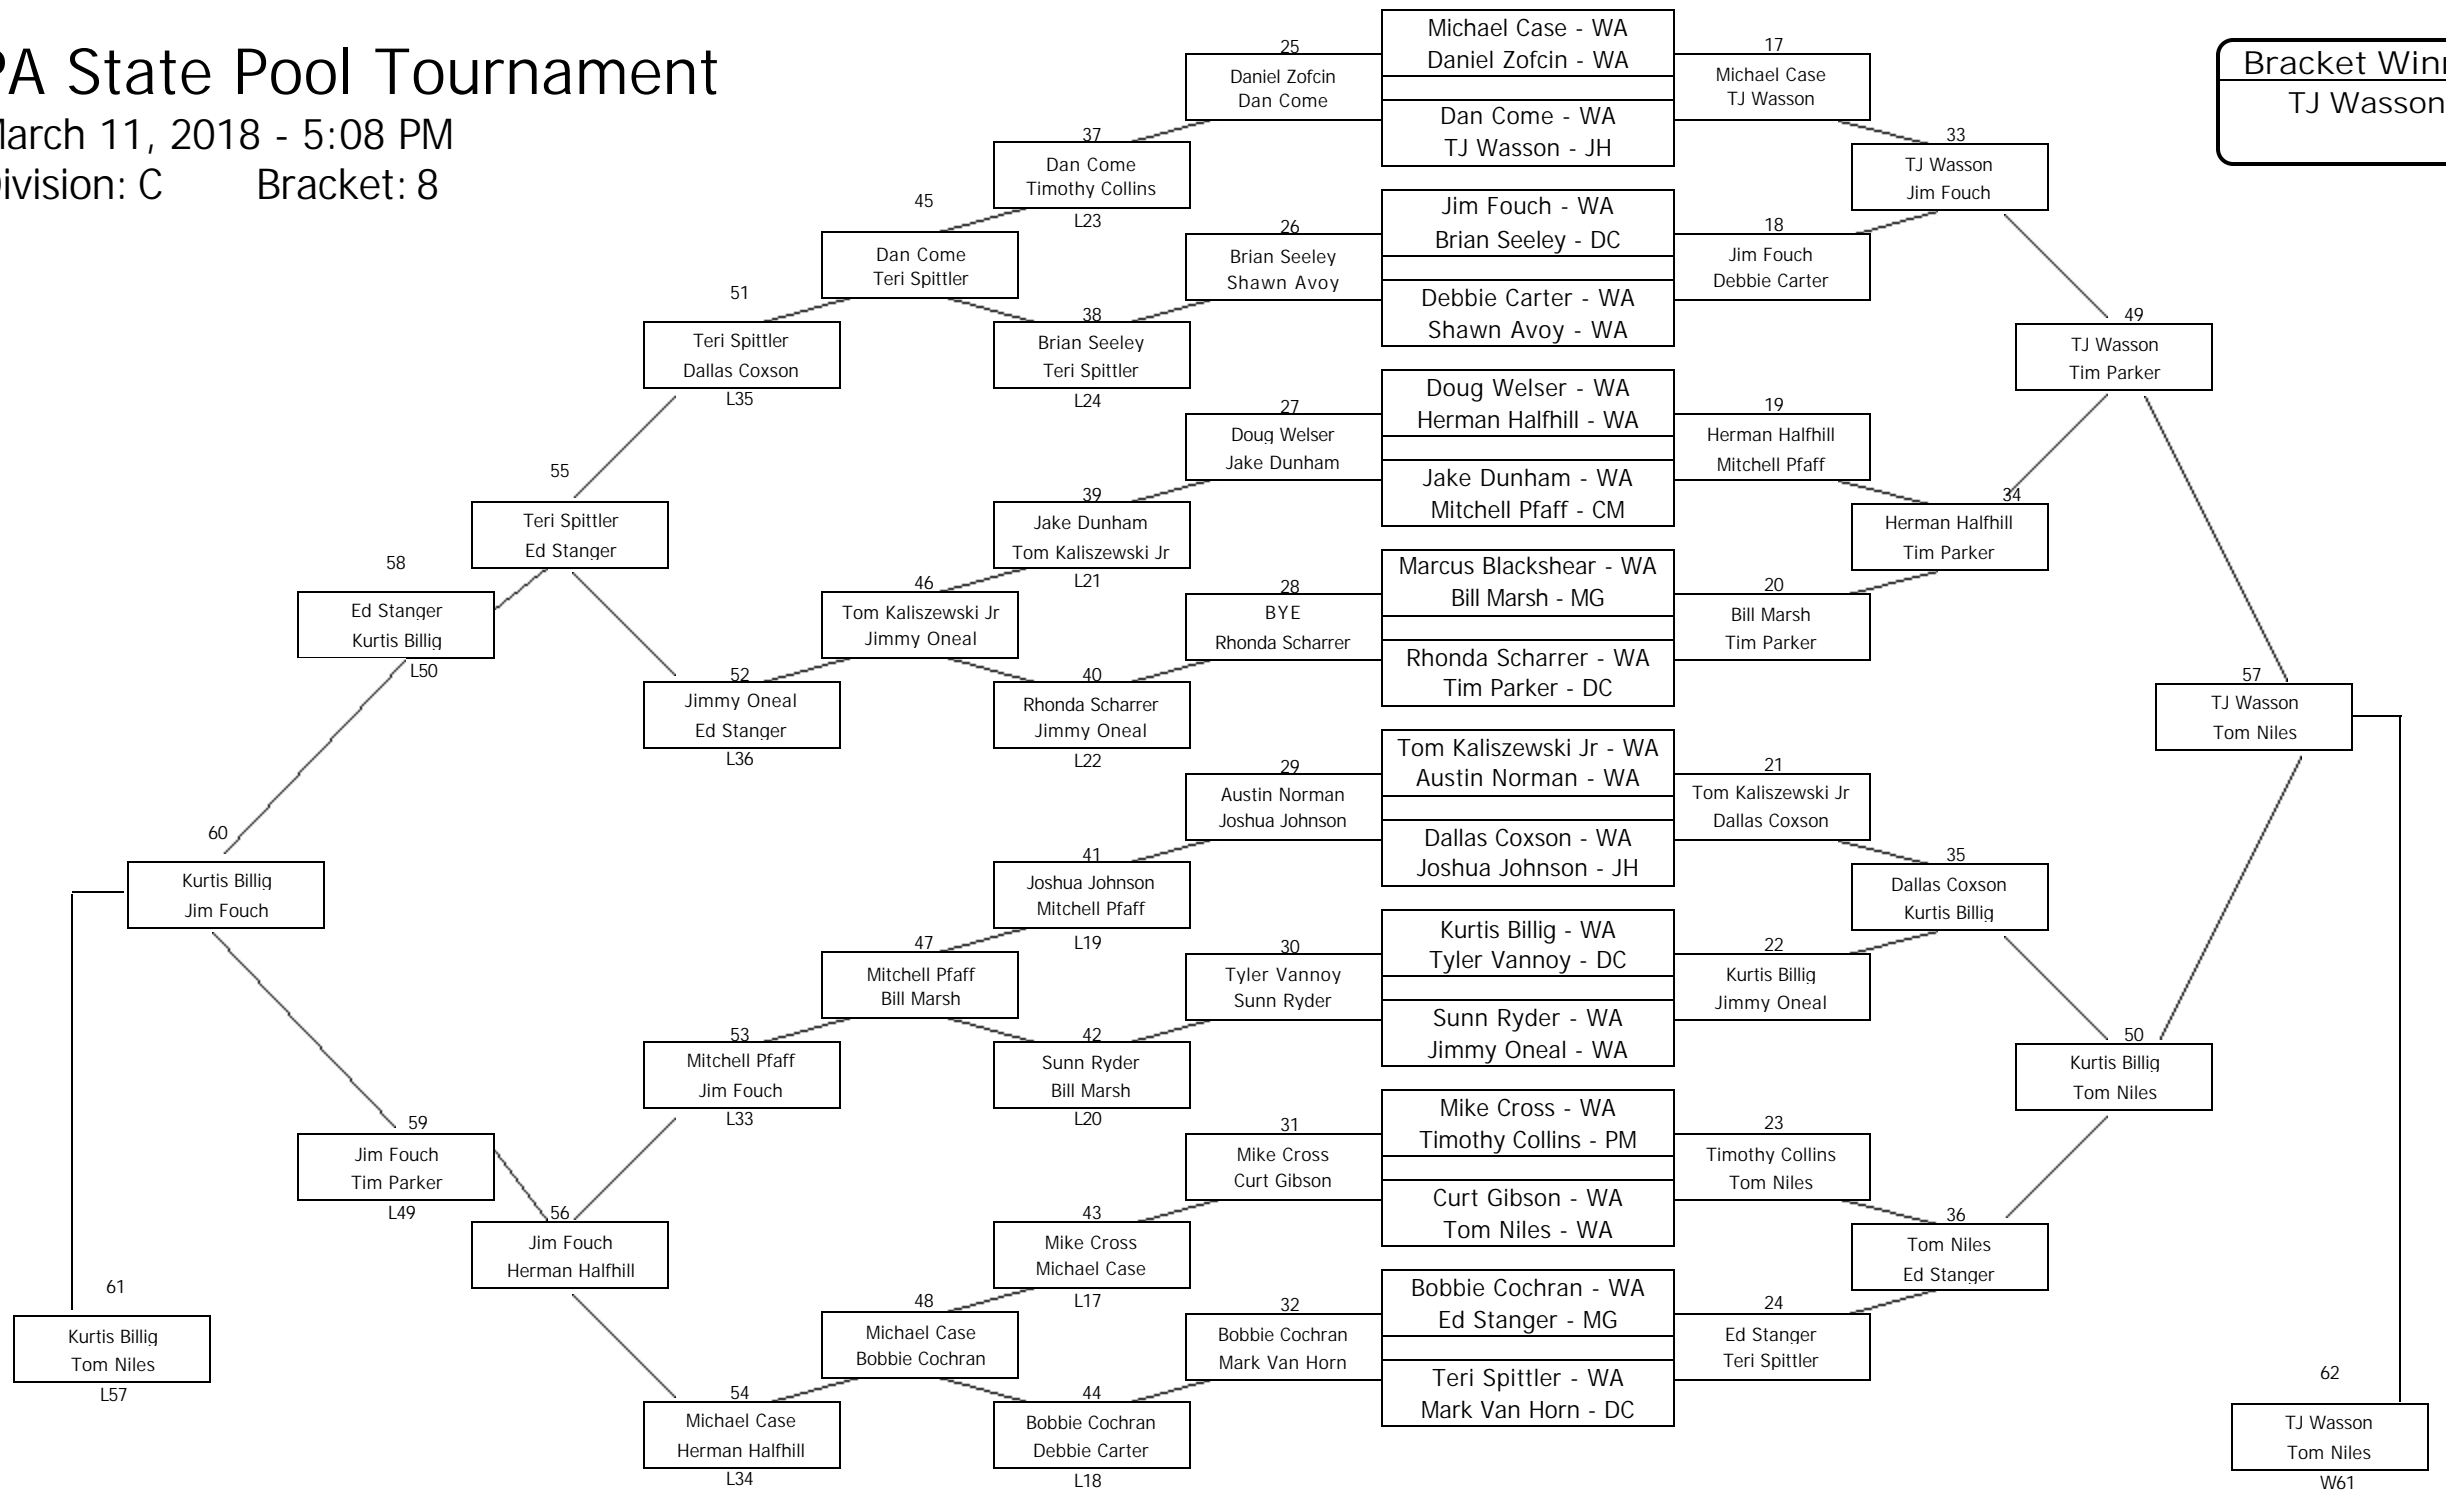 PA State Pool Tournament
March 11, 2018 - 5:08 PM
Division: C Bracket: 8
Bracket Winn
TJ Wasson
61
Kurtis Billig
Tom Niles
L57
60
Kurtis Billig
Jim Fouch
58
Ed Stanger
Kurtis Billig
L50
59
Jim Fouch
Tim Parker
L49
55
Teri Spittler
Ed Stanger
56
Jim Fouch
Herman Halfhill
51
Teri Spittler
Dallas Coxson
L35
52
Jimmy Oneal
Ed Stanger
L36
53
Mitchell Pfaff
Jim Fouch
L33
54
Michael Case
Herman Halfhill
L34
45
Dan Come
Teri Spittler
46
Tom Kaliszewski Jr
Jimmy Oneal
47
Mitchell Pfaff
Bill Marsh
48
Michael Case
Bobbie Cochran
37
Dan Come
Timothy Collins
L23
38
Brian Seeley
Teri Spittler
L24
39
Jake Dunham
Tom Kaliszewski Jr
L21
40
Rhonda Scharrer
Jimmy Oneal
L22
41
Joshua Johnson
Mitchell Pfaff
L19
42
Sunn Ryder
Bill Marsh
L20
43
Mike Cross
Michael Case
L17
44
Bobbie Cochran
Debbie Carter
L18
25
Daniel Zofcin
Dan Come
26
Brian Seeley
Shawn Avoy
27
Doug Welser
Jake Dunham
28
BYE
Rhonda Scharrer
29
Austin Norman
Joshua Johnson
30
Tyler Vannoy
Sunn Ryder
31
Mike Cross
Curt Gibson
32
Bobbie Cochran
Mark Van Horn
Michael Case - WA
Daniel Zofcin - WA
Dan Come - WA
TJ Wasson - JH
Jim Fouch - WA
Brian Seeley - DC
Debbie Carter - WA
Shawn Avoy - WA
Doug Welser - WA
Herman Halfhill - WA
Jake Dunham - WA
Mitchell Pfaff - CM
Marcus Blackshear - WA
Bill Marsh - MG
Rhonda Scharrer - WA
Tim Parker - DC
Tom Kaliszewski Jr - WA
Austin Norman - WA
Dallas Coxson - WA
Joshua Johnson - JH
Kurtis Billig - WA
Tyler Vannoy - DC
Sunn Ryder - WA
Jimmy Oneal - WA
Mike Cross - WA
Timothy Collins - PM
Curt Gibson - WA
Tom Niles - WA
Bobbie Cochran - WA
Ed Stanger - MG
Teri Spittler - WA
Mark Van Horn - DC
17
Michael Case
TJ Wasson
18
Jim Fouch
Debbie Carter
19
Herman Halfhill
Mitchell Pfaff
20
Bill Marsh
Tim Parker
21
Tom Kaliszewski Jr
Dallas Coxson
22
Kurtis Billig
Jimmy Oneal
23
Timothy Collins
Tom Niles
24
Ed Stanger
Teri Spittler
33
TJ Wasson
Jim Fouch
34
Herman Halfhill
Tim Parker
35
Dallas Coxson
Kurtis Billig
36
Tom Niles
Ed Stanger
49
TJ Wasson
Tim Parker
50
Kurtis Billig
Tom Niles
57
TJ Wasson
Tom Niles
62
TJ Wasson
Tom Niles
W61